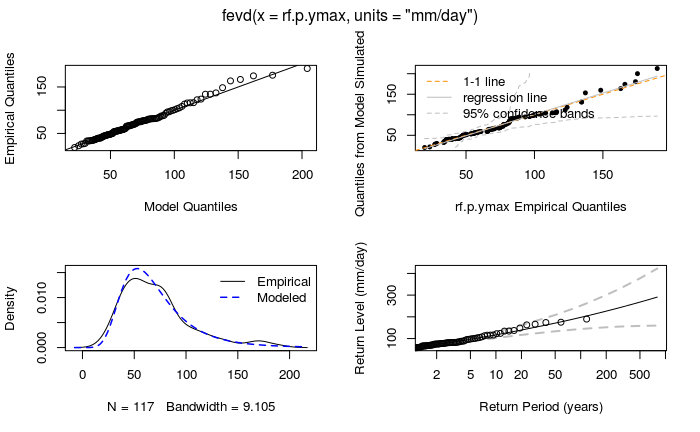 fevd(x = rf.p.ymax, units = "mm/day")
Empirical Quantiles
50
150
50
100
150
200
Model Quantiles
Quantiles from Model Simulated
50
150
1-1 line
regression line
95% confidence bands
50
100
150
rf.p.ymax Empirical Quantiles
Density
0.000
0.010
Empirical
Modeled
0
50
100
150
200
N = 117 Bandwidth = 9.105
Return Level (mm/day)
100
300
2
5
10
20
50
200
500
Return Period (years)